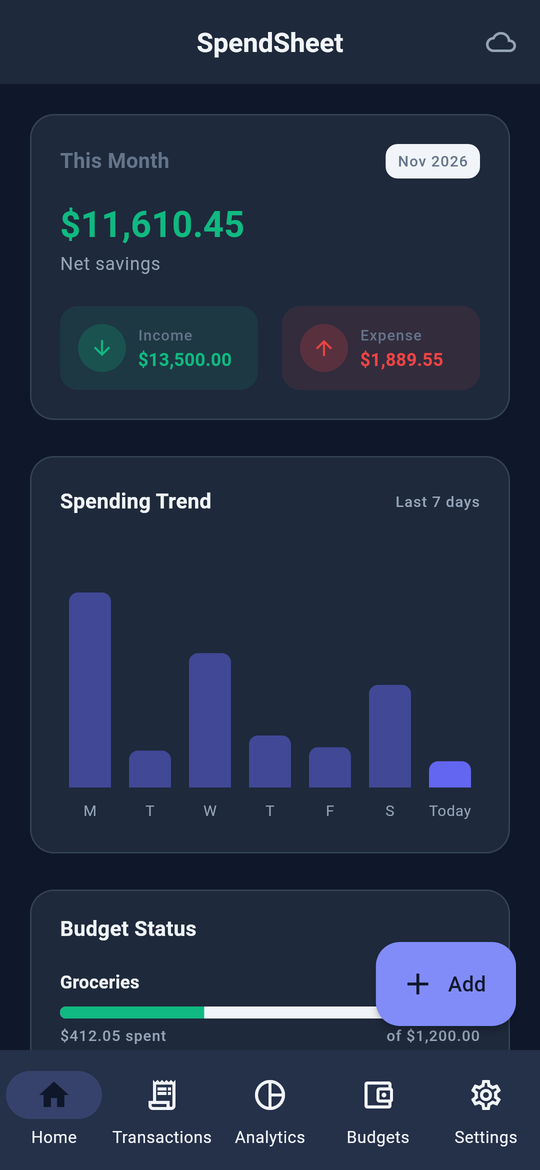 SpendSheet
This Month
Nov 2026
$11,610.45
Net savings
Income
$13,500.00
Expense
$1,889.55
Spending Trend
Last 7 days
M T W T F S Today
Budget Status
Groceries
+ Add
$412.05 spent
of $1,200.00
Home Transactions Analytics Budgets Settings